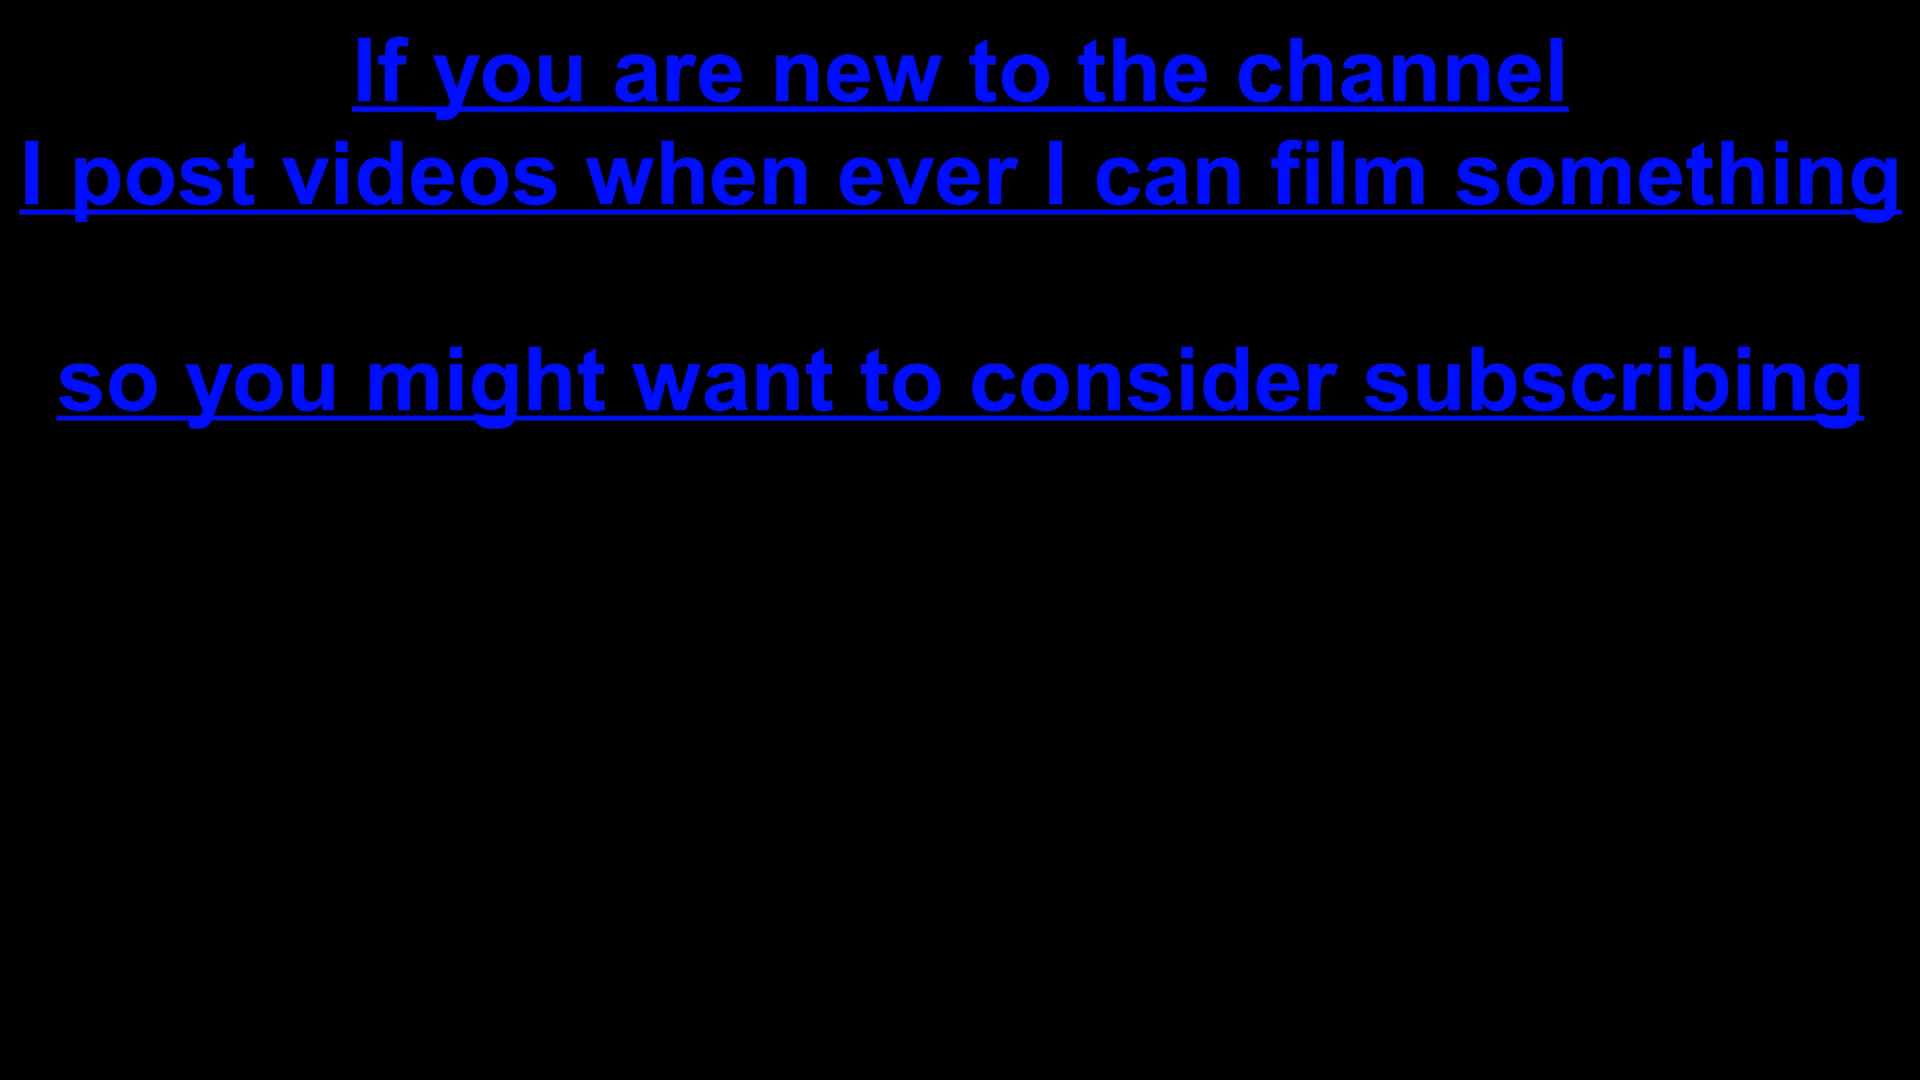 If you are new to the channel
I post videos when ever I can film something
so you might want to consider subscribing